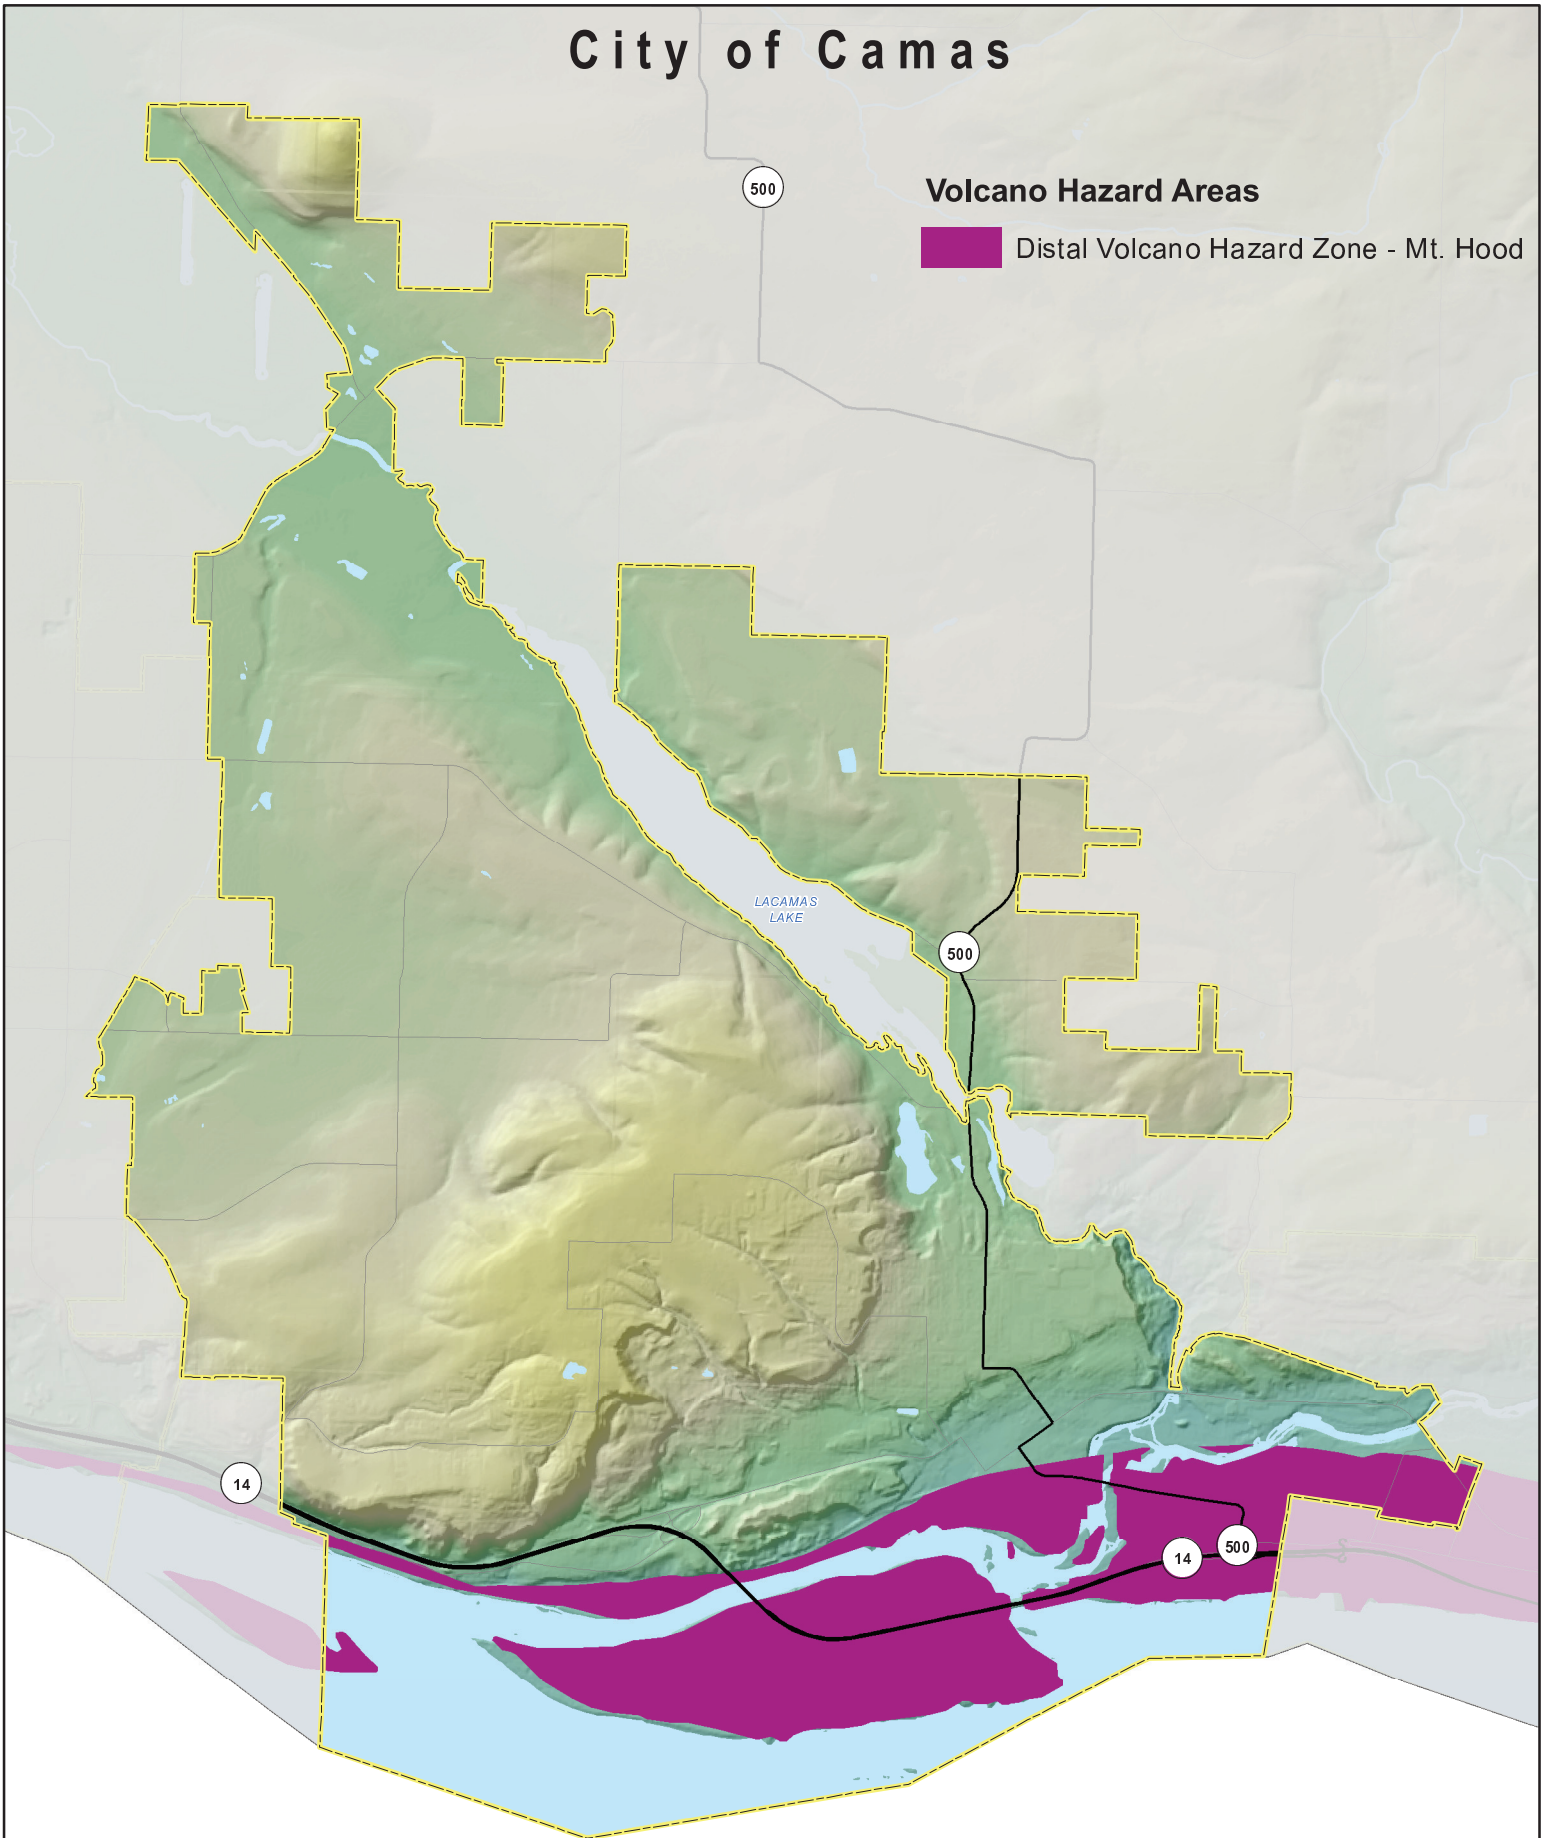 City of Camas
500
Volcano Hazard Areas
Distal Volcano Hazard Zone - Mt. Hood
LACAMAS
LAKE
500
14
14
500